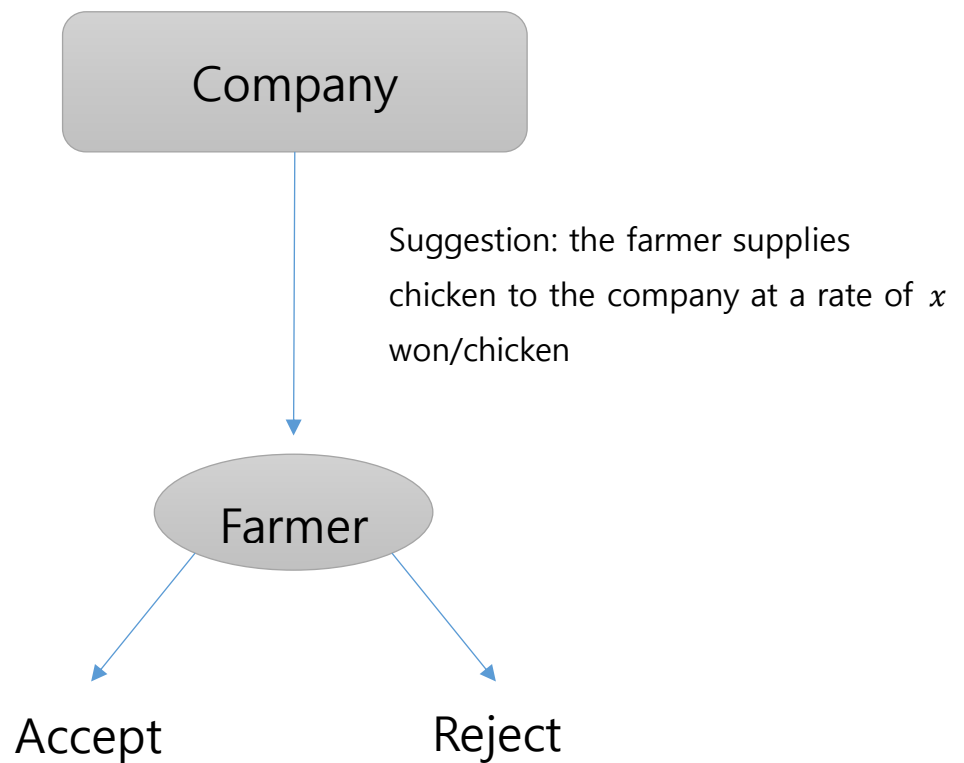 Company
Suggestion: the farmer supplies
chicken to the company at a rate of x
won/chicken
Farmer
Accept
Reject